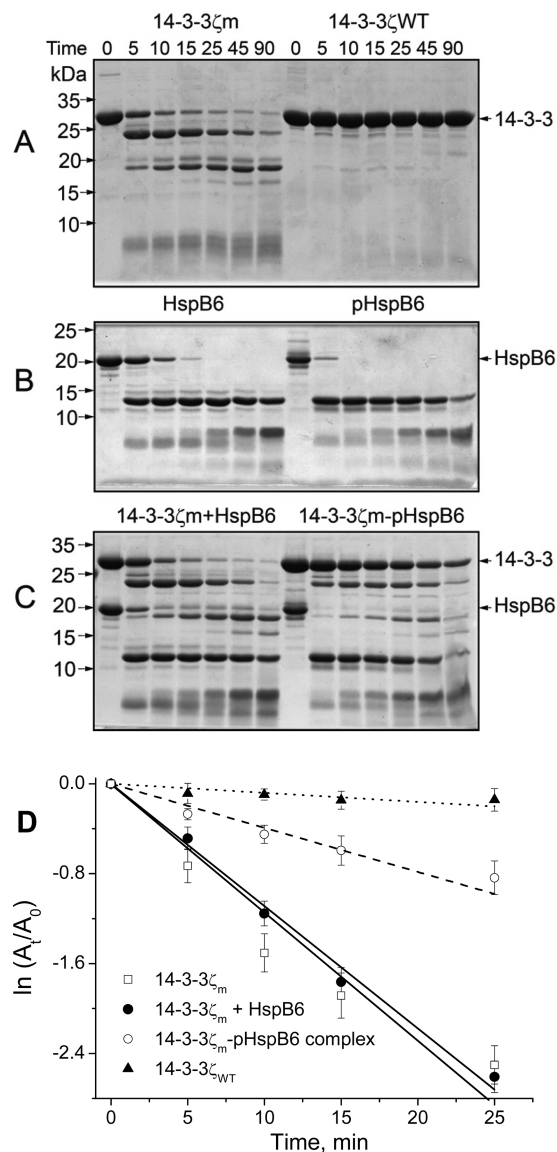 14-3-3ζm 14-3-3ζWT
Time 0 5 10 15 25 45 90 0 5 10 15 25 45 90
kDa
35
25
20
15
10
A
14-3-3
HspB6 pHspB6
25
20
15
10
B
HspB6
14-3-3ζm+HspB6 14-3-3ζm-pHspB6
35
25
20
15
10
C
14-3-3
HspB6
D
0.0
-0.8
-1.6
-2.4
ln (At/A0)
14-3-3ζm
14-3-3ζm + HspB6
14-3-3ζm-pHspB6 complex
14-3-3ζWT
0 5 10 15 20 25
Time, min